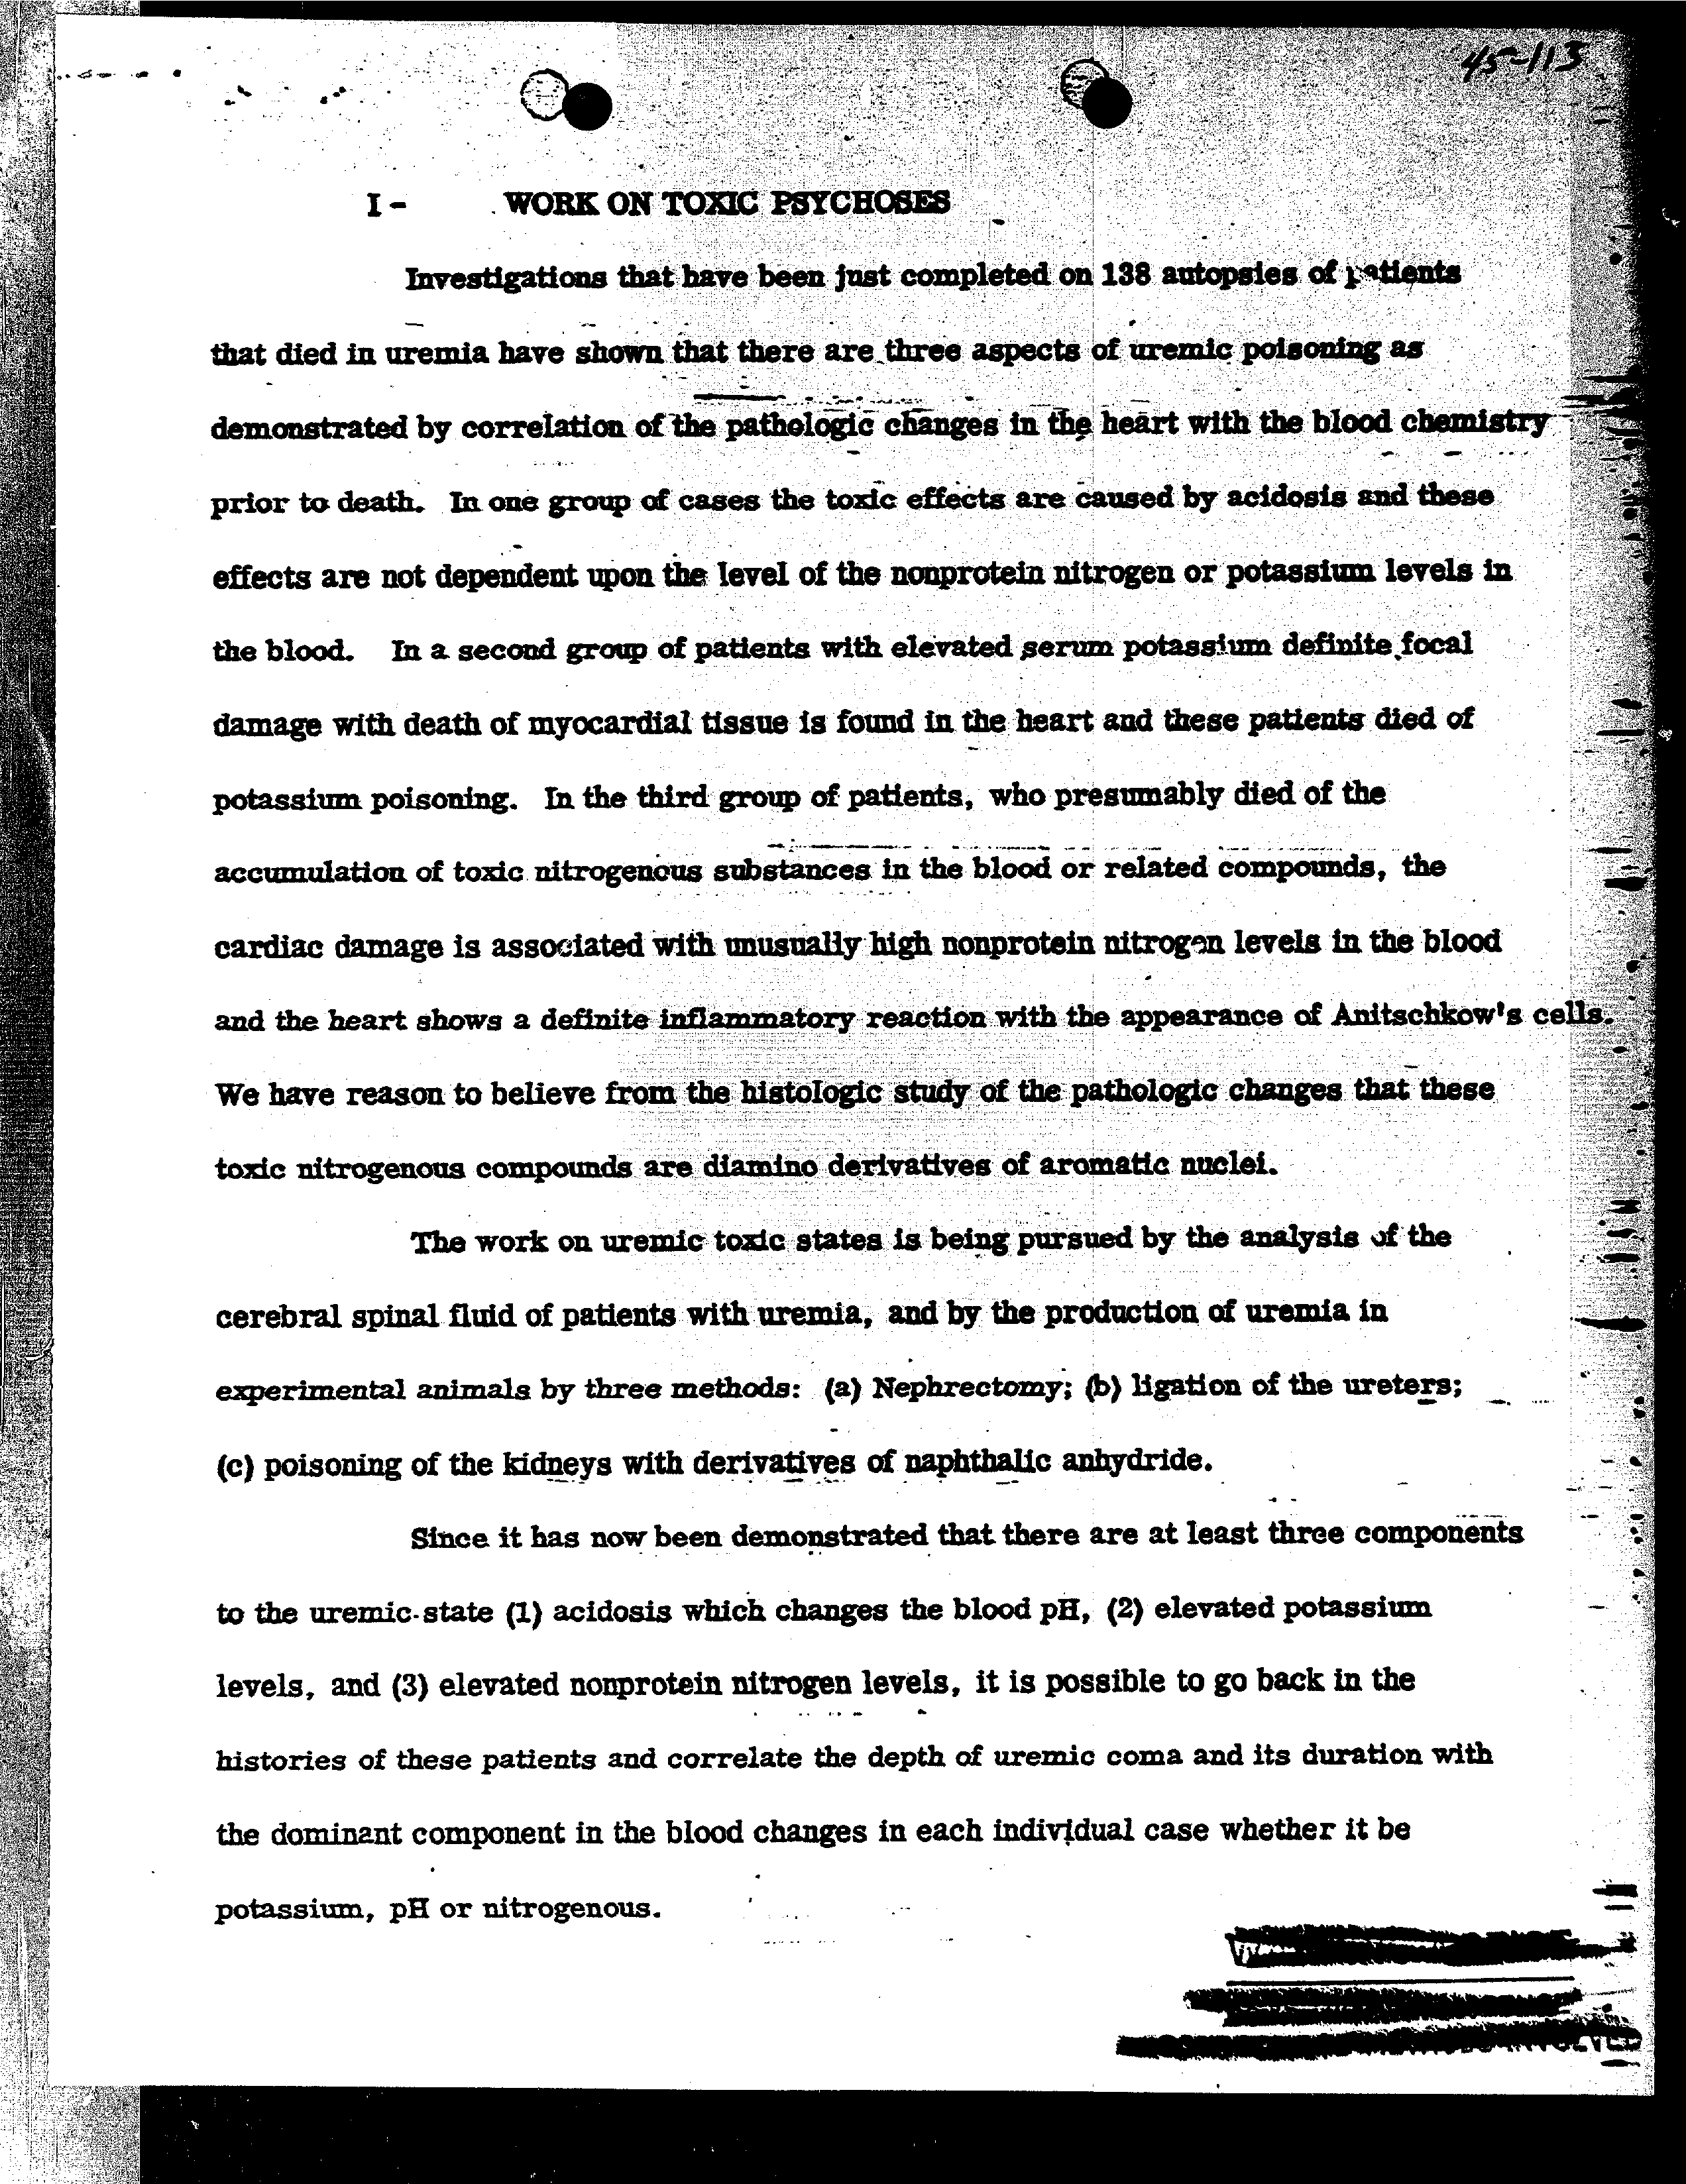 45-113
I - WORK ON TOXIC PSYCHOSES
Investigations that have been just completed on 138 autopsies of patients
that died in uremia have shown that there are three aspects of uremic poisoning as
demonstrated by correlation of the pathologic changes in the heart with the blood chemistry
prior to death. In one group of cases the toxic effects are caused by acidosis and these
effects are not dependent upon the level of the nonprotein nitrogen or potassium levels in
the blood. In a second group of patients with elevated serum potassium definite focal
damage with death of myocardial tissue is found in the heart and these patients died of
potassium poisoning. In the third group of patients, who presumably died of the
accumulation of toxic nitrogenous substances in the blood or related compounds, the
cardiac damage is associated with unusually high nonprotein nitrogen levels in the blood
and the heart shows a definite inflammatory reaction with the appearance of Anitschkow's cells.
We have reason to believe from the histologic study of the pathologic changes that these
toxic nitrogenous compounds are diamino derivatives of aromatic nuclei.
The work on uremic toxic states is being pursued by the analysis of the
cerebral spinal fluid of patients with uremia, and by the production of uremia in
experimental animals by three methods: (a) Nephrectomy; (b) ligation of the ureters;
(c) poisoning of the kidneys with derivatives of naphthalic anhydride.
Since it has now been demonstrated that there are at least three components
to the uremic state (1) acidosis which changes the blood pH, (2) elevated potassium
levels, and (3) elevated nonprotein nitrogen levels, it is possible to go back in the
histories of these patients and correlate the depth of uremic coma and its duration with
the dominant component in the blood changes in each individual case whether it be
potassium, pH or nitrogenous.